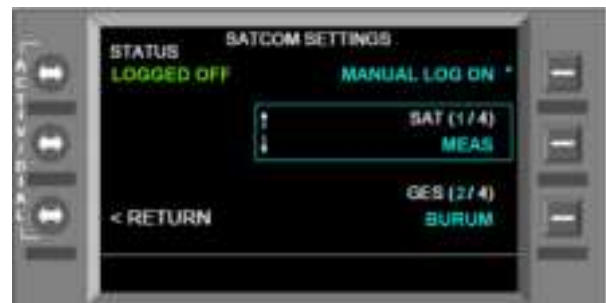 SATCOM SETTINGS
STATUS
LOGGED OFF MANUAL LOG ON *
SAT (1/4)
MEAS
GES (2/4)
< RETURN BURUM